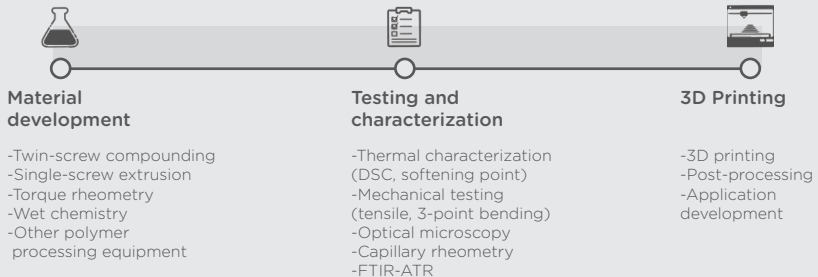 Material
development
-Twin-screw compounding
-Single-screw extrusion
-Torque rheometry
-Wet chemistry
-Other polymer
processing equipment
Testing and
characterization
-Thermal characterization
(DSC, softening point)
-Mechanical testing
(tensile, 3-point bending)
-Optical microscopy
-Capillary rheometry
-FTIR-ATR
3D Printing
-3D printing
-Post-processing
-Application
development